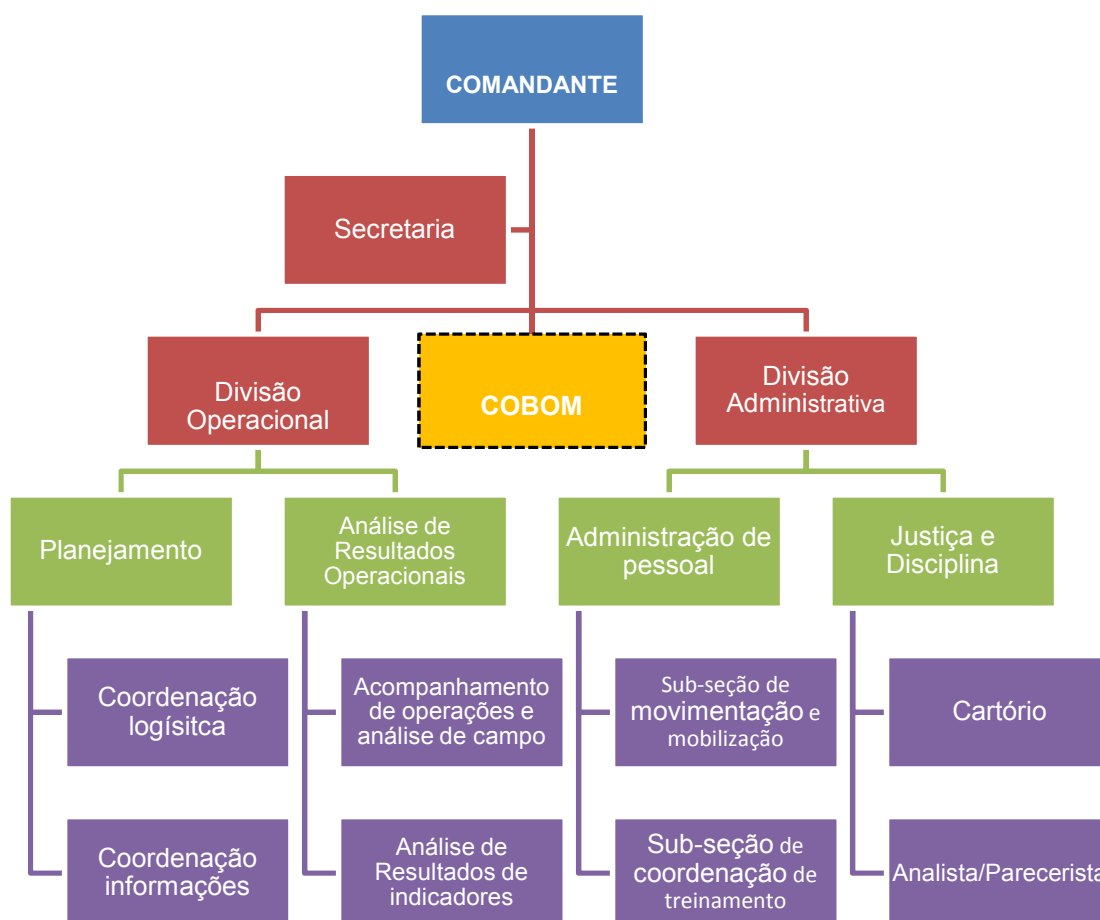 COMANDANTE
Secretaria
Divisão
Operacional
COBOM
Divisão
Administrativa
Planejamento
Análise de
Resultados
Operacionais
Administração de
pessoal
Justiça e
Disciplina
Coordenação
logísitca
Acompanhamento
de operações e
análise de campo
Sub-seção de
movimentação e
mobilização
Cartório
Coordenação
informações
Análise de
Resultados de
indicadores
Sub-seção de
coordenação de
treinamento
Analista/Parecerista